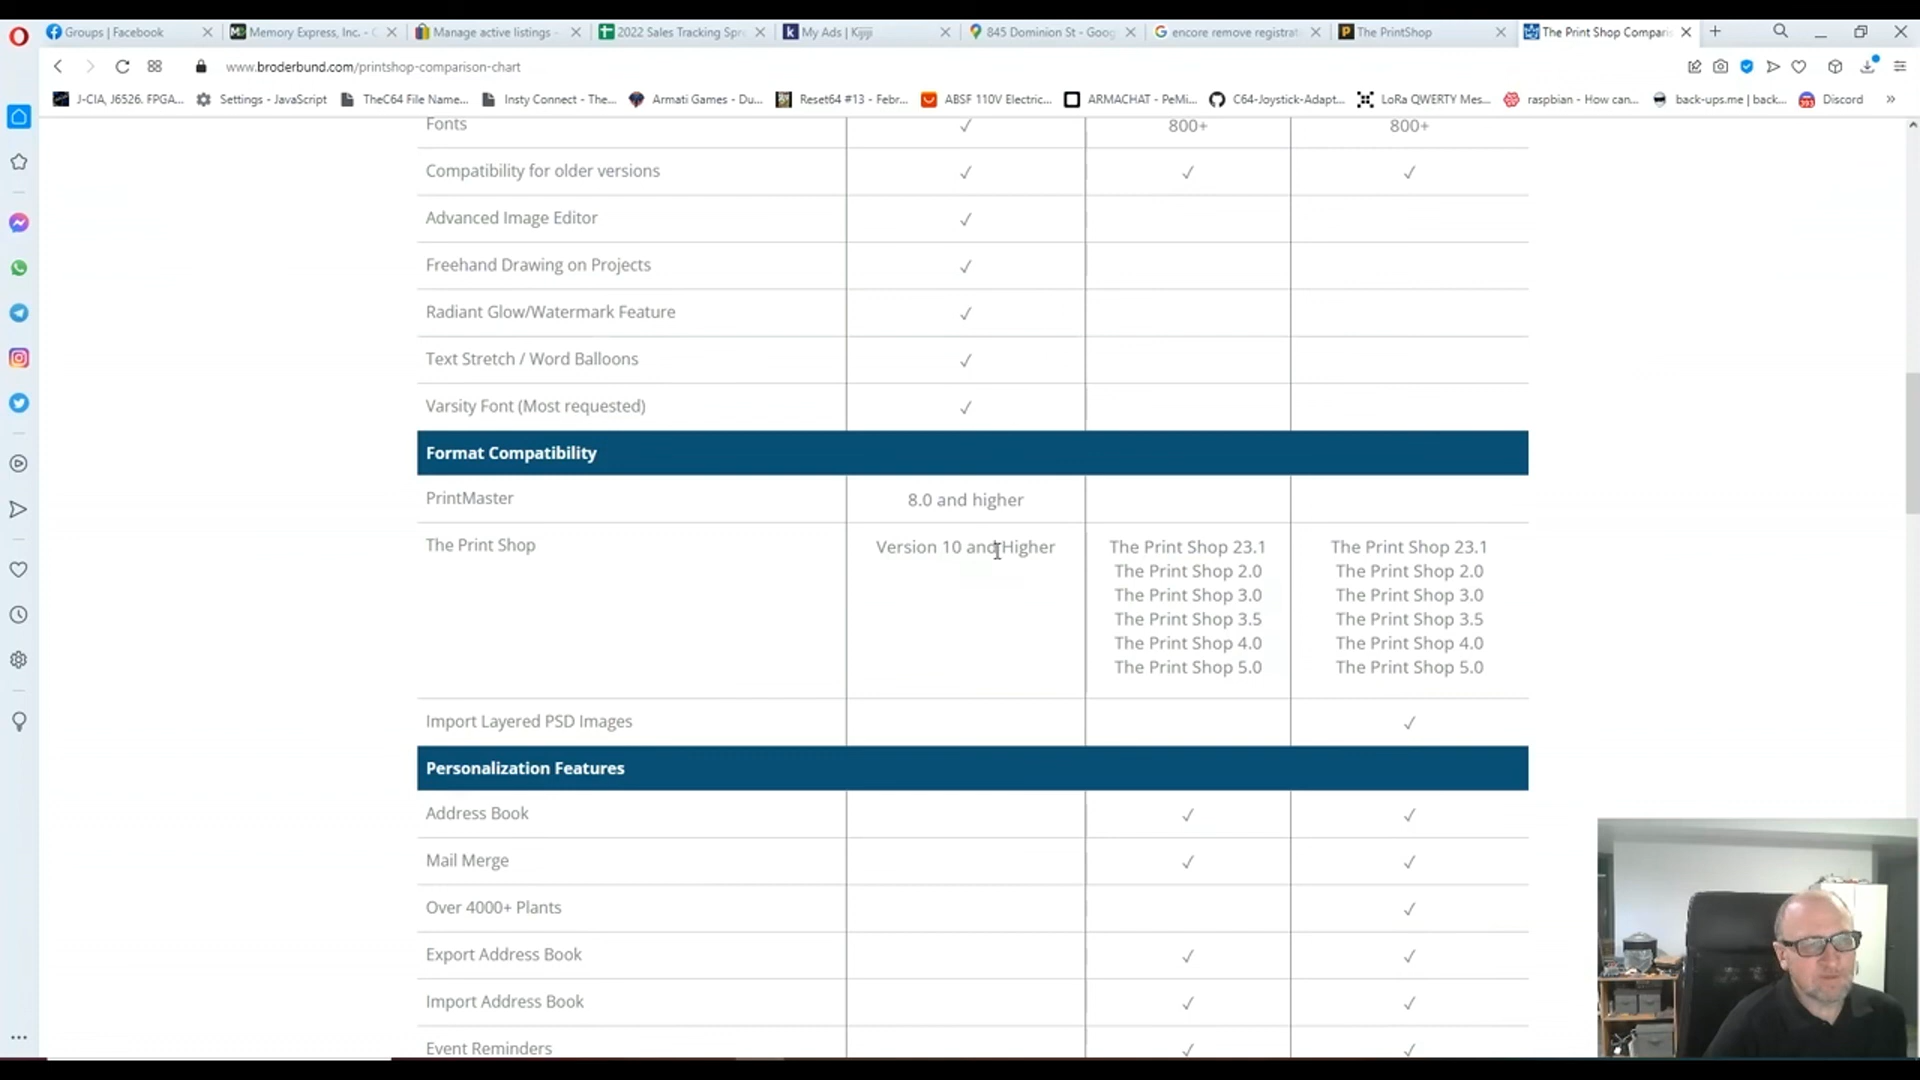 Groups | Facebook
Memory Express, Inc. - C
Manage active listings -
2022 Sales Tracking Spr
My Ads | Kijiji
845 Dominion St - Goog
encore remove registrat
The PrintShop
The Print Shop Comparis
www.broderbund.com/printshop-comparison-chart
J-CIA, J6526. FPGA...
Settings - JavaScript
TheC64 File Name...
Insty Connect - The...
Armati Games - Du...
Reset64 #13 - Febr...
ABSF 110V Electric...
ARMACHAT - PeMi...
C64-Joystick-Adapt...
LoRa QWERTY Mes...
raspbian - How can...
back-ups.me | back...
Discord
Fonts
800+
800+
Compatibility for older versions
Advanced Image Editor
Freehand Drawing on Projects
Radiant Glow/Watermark Feature
Text Stretch / Word Balloons
Varsity Font (Most requested)
Format Compatibility
PrintMaster
8.0 and higher
The Print Shop
Version 10 and Higher
The Print Shop 23.1
The Print Shop 2.0
The Print Shop 3.0
The Print Shop 3.5
The Print Shop 4.0
The Print Shop 5.0
The Print Shop 23.1
The Print Shop 2.0
The Print Shop 3.0
The Print Shop 3.5
The Print Shop 4.0
The Print Shop 5.0
Import Layered PSD Images
Personalization Features
Address Book
Mail Merge
Over 4000+ Plants
Export Address Book
Import Address Book
Event Reminders